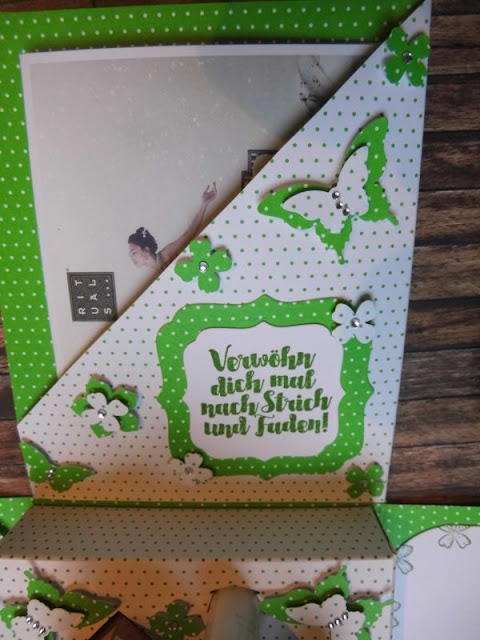 RIT
UAL
S...
Verwöhn
dich mal
nach Strich
und Faden!